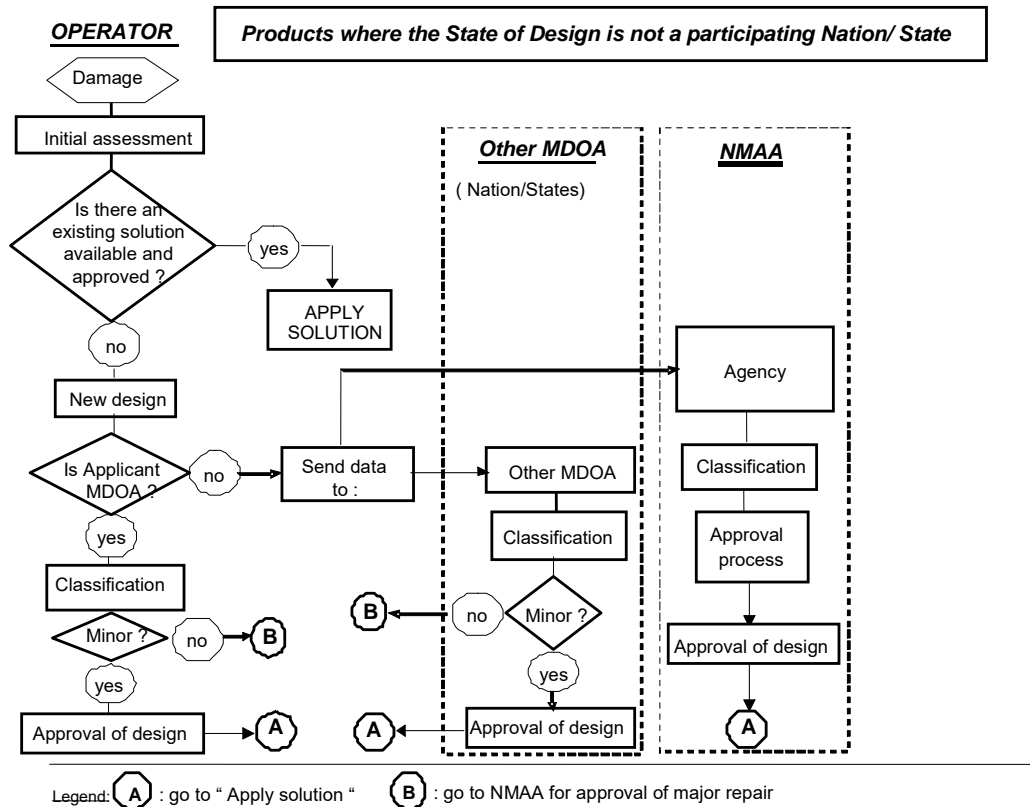 OPERATOR
Products where the State of Design is not a participating Nation/ State
Damage
Initial assessment
Is there an
existing solution
available and
approved ?
yes
APPLY
SOLUTION
no
New design
Is Applicant
MDOA ?
no
Send data
to :
yes
Classification
Minor ?
no
B
yes
Approval of design
A
Other MDOA
( Nation/States)
Other MDOA
Classification
Minor ?
no
B
yes
Approval of design
A
NMAA
Agency
Classification
Approval
process
Approval of design
A
Legend: A : go to “ Apply solution “ B : go to NMAA for approval of major repair